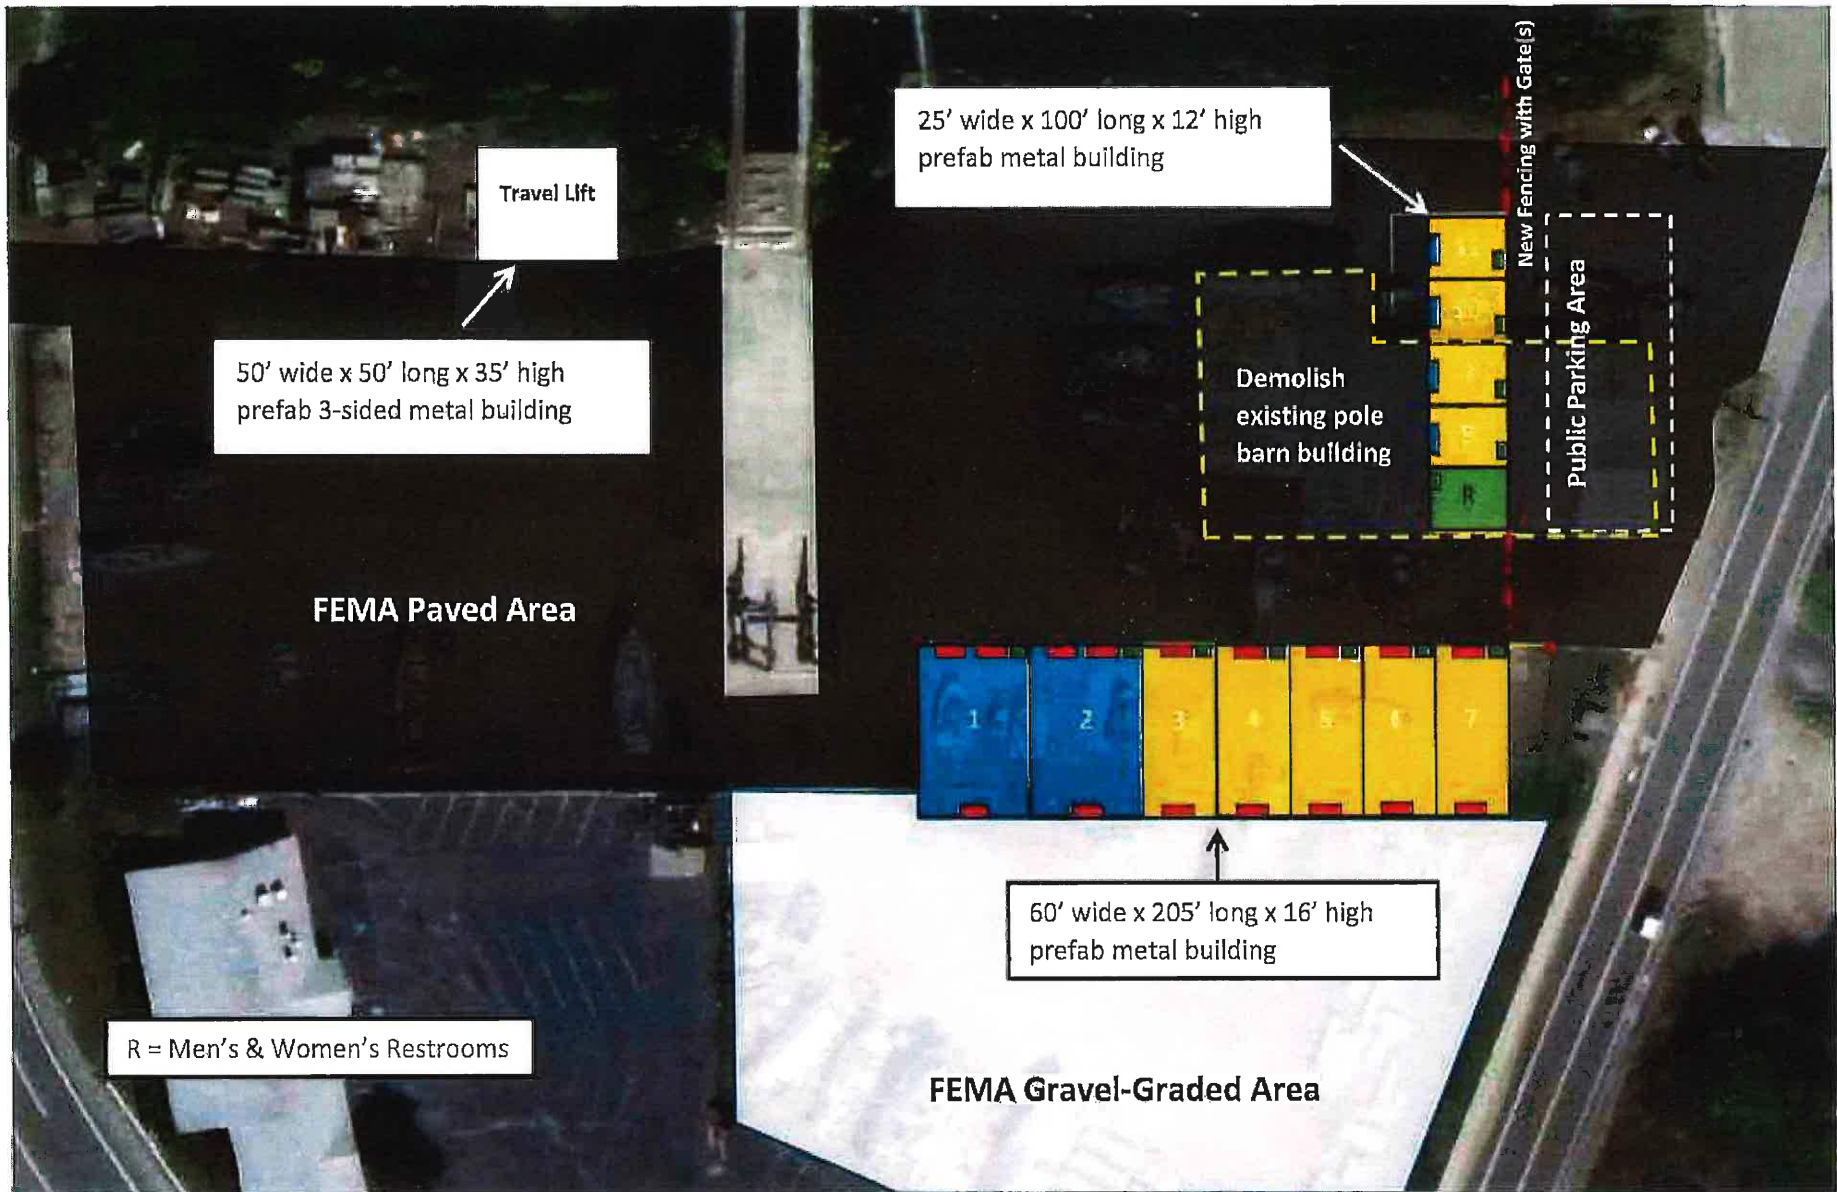 New Fencing with Gate(s)
25' wide x 100' long x 12' high
prefab metal building
Travel Lift
50' wide x 50' long x 35' high
prefab 3-sided metal building
Public Parking Area
Demolish
existing pole
barn building
R
FEMA Paved Area
1
2
3
4
5
6
7
60' wide x 205' long x 16' high
prefab metal building
R = Men's & Women's Restrooms
FEMA Gravel-Graded Area